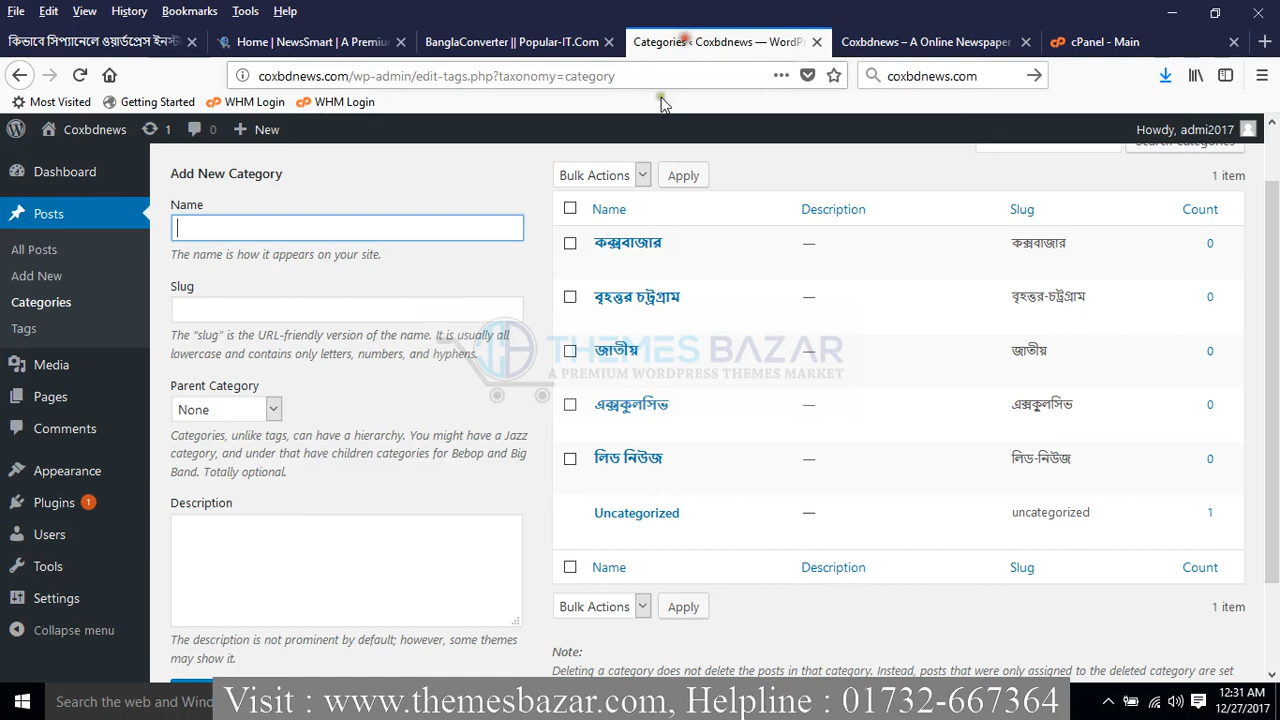 File Edit View History Bookmarks Tools Help
কিভাবে সিপ্যানেলে ওয়ার্ডপ্রেস ইনস্ট
Home | NewsSmart | A Premiu
BanglaConverter || Popular-IT.Com
Categories ‹ Coxbdnews — WordPr
Coxbdnews – A Online Newspaper
cPanel - Main
coxbdnews.com/wp-admin/edit-tags.php?taxonomy=category
coxbdnews.com
Most Visited Getting Started WHM Login WHM Login
Coxbdnews 1 0 New Howdy, admi2017
Dashboard
Posts
All Posts
Add New
Categories
Tags
Media
Pages
Comments
Appearance
Plugins 1
Users
Tools
Settings
Collapse menu
Add New Category
Name
The name is how it appears on your site.
Slug
The “slug” is the URL-friendly version of the name. It is usually all
lowercase and contains only letters, numbers, and hyphens.
Parent Category
None
Categories, unlike tags, can have a hierarchy. You might have a Jazz
category, and under that have children categories for Bebop and Big
Band. Totally optional.
Description
The description is not prominent by default; however, some themes
may show it.
Search Categories
Bulk Actions Apply 1 item
Name Description Slug Count
কক্সবাজার — কক্সবাজার 0
বৃহত্তর চট্রগ্রাম — বৃহত্তর-চট্রগ্রাম 0
জাতীয় — জাতীয় 0
এক্সকুলসিভ — এক্সকুলসিভ 0
লিড নিউজ — লিড-নিউজ 0
Uncategorized — uncategorized 1
Name Description Slug Count
Bulk Actions Apply 1 item
Note:
Deleting a category does not delete the posts in that category. Instead, posts that were only assigned to the deleted category are set
THEMES BAZAR
A PREMIUM WORDPRESS THEMES MARKET
Search the web and Wind
12:31 AM
12/27/2017
Visit : www.themesbazar.com, Helpline : 01732-667364